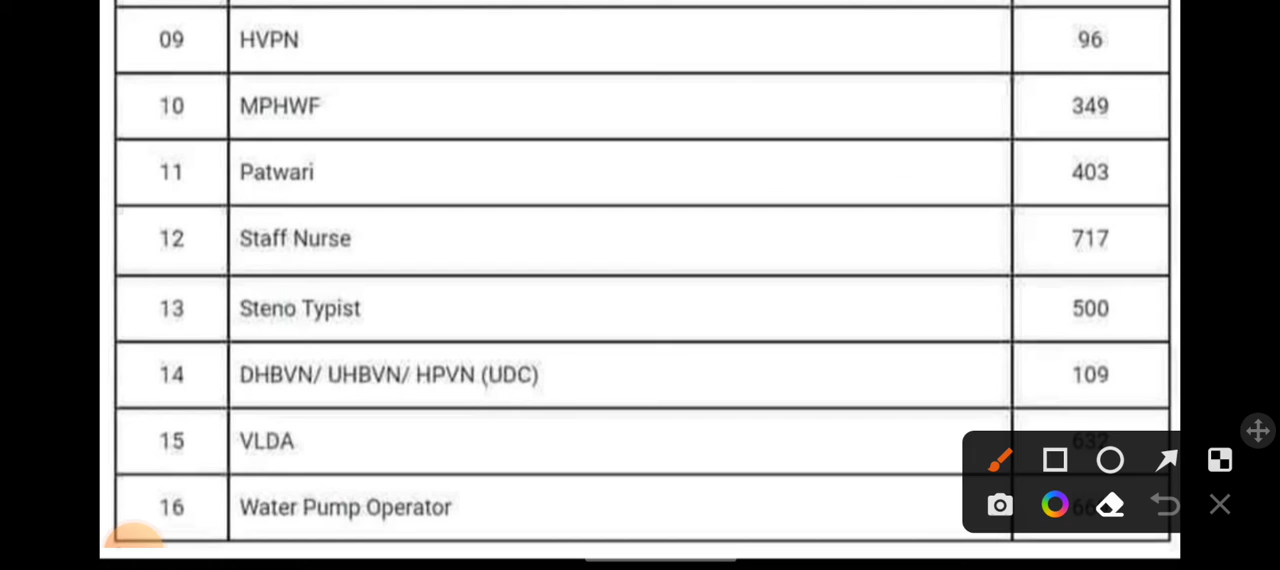 09 HVPN 96
10 MPHWF 349
11 Patwari 403
12 Staff Nurse 717
13 Steno Typist 500
14 DHBVN/ UHBVN/ HPVN (UDC) 109
15 VLDA 632
16 Water Pump Operator